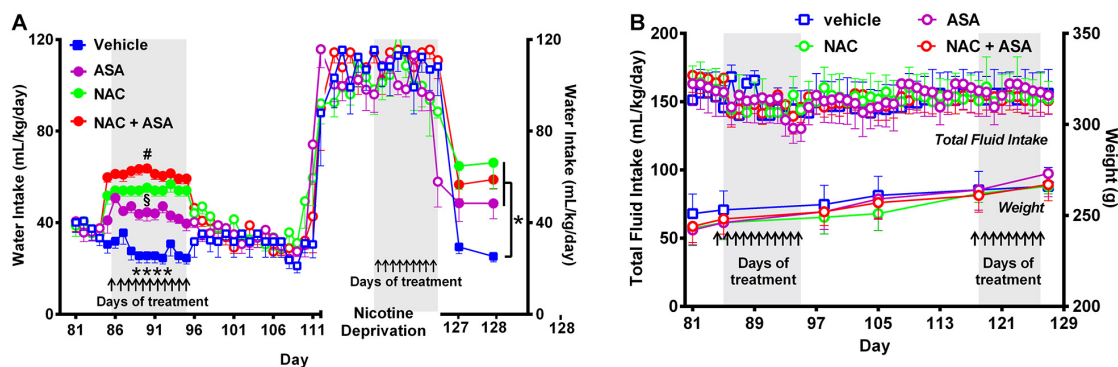 A
Water Intake (mL/kg/day)
120
80
40
0
Vehicle
ASA
NAC
NAC + ASA
#
§
****
Days of treatment
81 86 91 96 101 106 111
Nicotine
Deprivation
Days of treatment
127 128
128
Day
*
120
80
40
0
Water Intake (mL/kg/day)
B
vehicle ASA
NAC NAC + ASA
Total Fluid Intake (mL/kg/day)
200
150
100
50
0
Total Fluid Intake
Weight
Days of
treatment
Days of
treatment
81 89 97 105 113 121 129
Day
350
300
250
200
Weight (g)